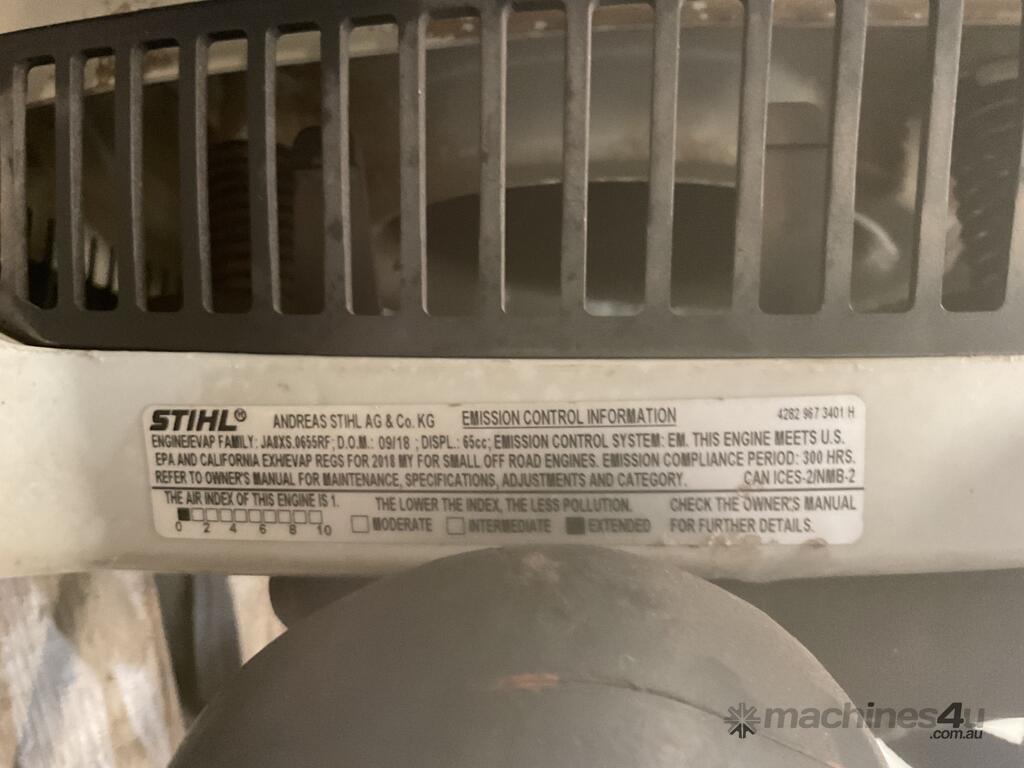 STIHL® ANDREAS STIHL AG & Co. KG EMISSION CONTROL INFORMATION 4282 967 3401 H
ENGINE/EVAP FAMILY: JA8XS.0655RF; D.O.M.: 09/18 ; DISPL.: 65cc; EMISSION CONTROL SYSTEM: EM. THIS ENGINE MEETS U.S.
EPA AND CALIFORNIA EXH/EVAP REGS FOR 2018 MY FOR SMALL OFF ROAD ENGINES. EMISSION COMPLIANCE PERIOD: 300 HRS.
REFER TO OWNER'S MANUAL FOR MAINTENANCE, SPECIFICATIONS, ADJUSTMENTS AND CATEGORY. CAN ICES-2/NMB-2
THE AIR INDEX OF THIS ENGINE IS 1. THE LOWER THE INDEX, THE LESS POLLUTION. CHECK THE OWNER'S MANUAL
0 2 4 6 8 10 MODERATE INTERMEDIATE EXTENDED FOR FURTHER DETAILS.
machines4u
.com.au